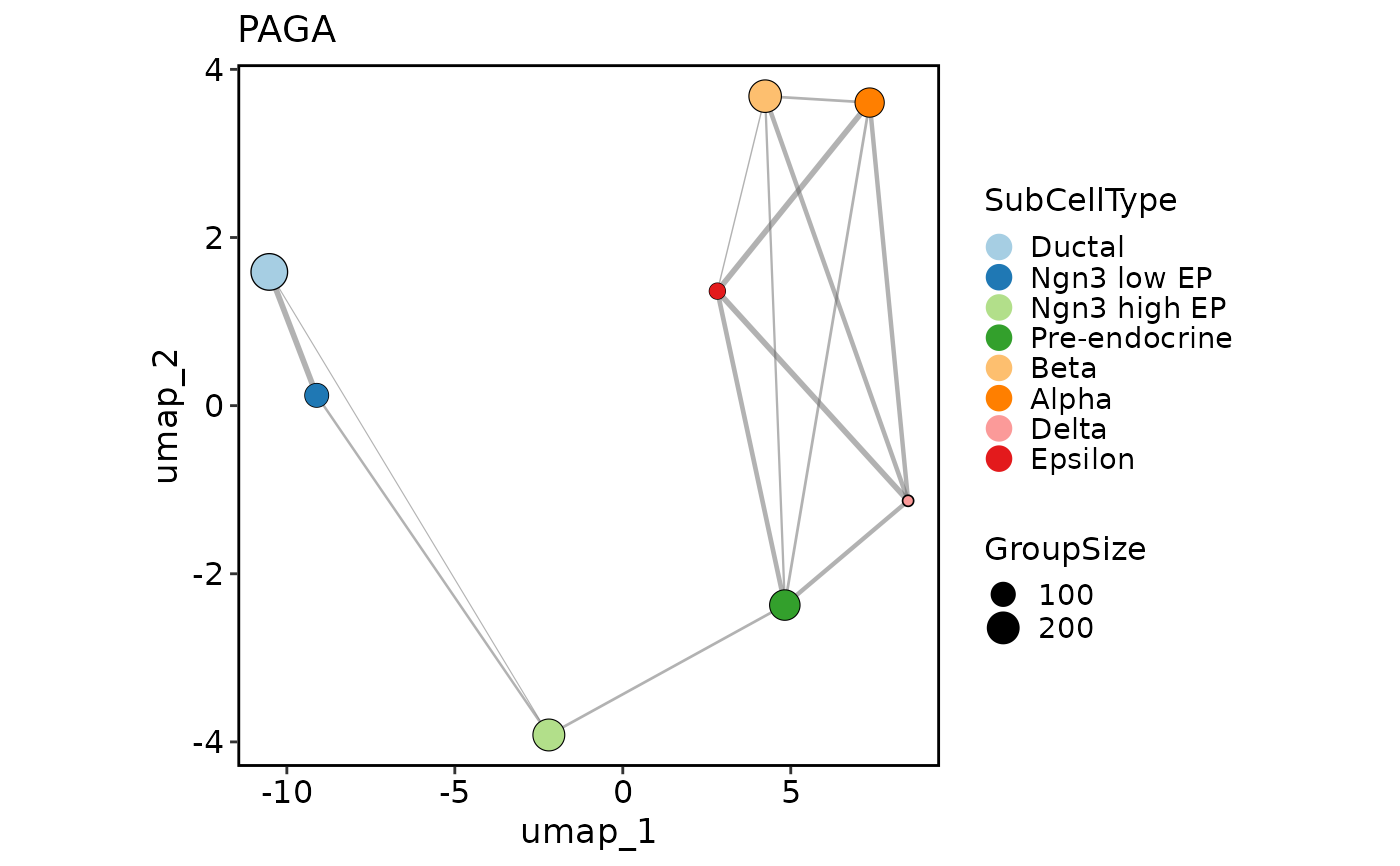 PAGA
4
2
0
-2
-4
umap_2
-10
-5
0
5
umap_1
SubCellType
Ductal
Ngn3 low EP
Ngn3 high EP
Pre-endocrine
Beta
Alpha
Delta
Epsilon
GroupSize
100
200